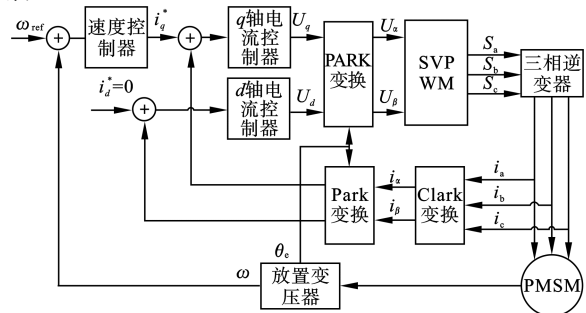 ω_ref
速度控
制器
i_q^*
q轴电
流控
制器
U_q
PARK
变换
U_α
SVP
WM
S_a
S_b
S_c
三相逆
变器
i_d^*=0
d轴电
流控
制器
U_d
U_β
Park
变换
i_α
i_β
Clark
变换
i_a
i_b
i_c
θ_e
ω
放置变
压器
PMSM